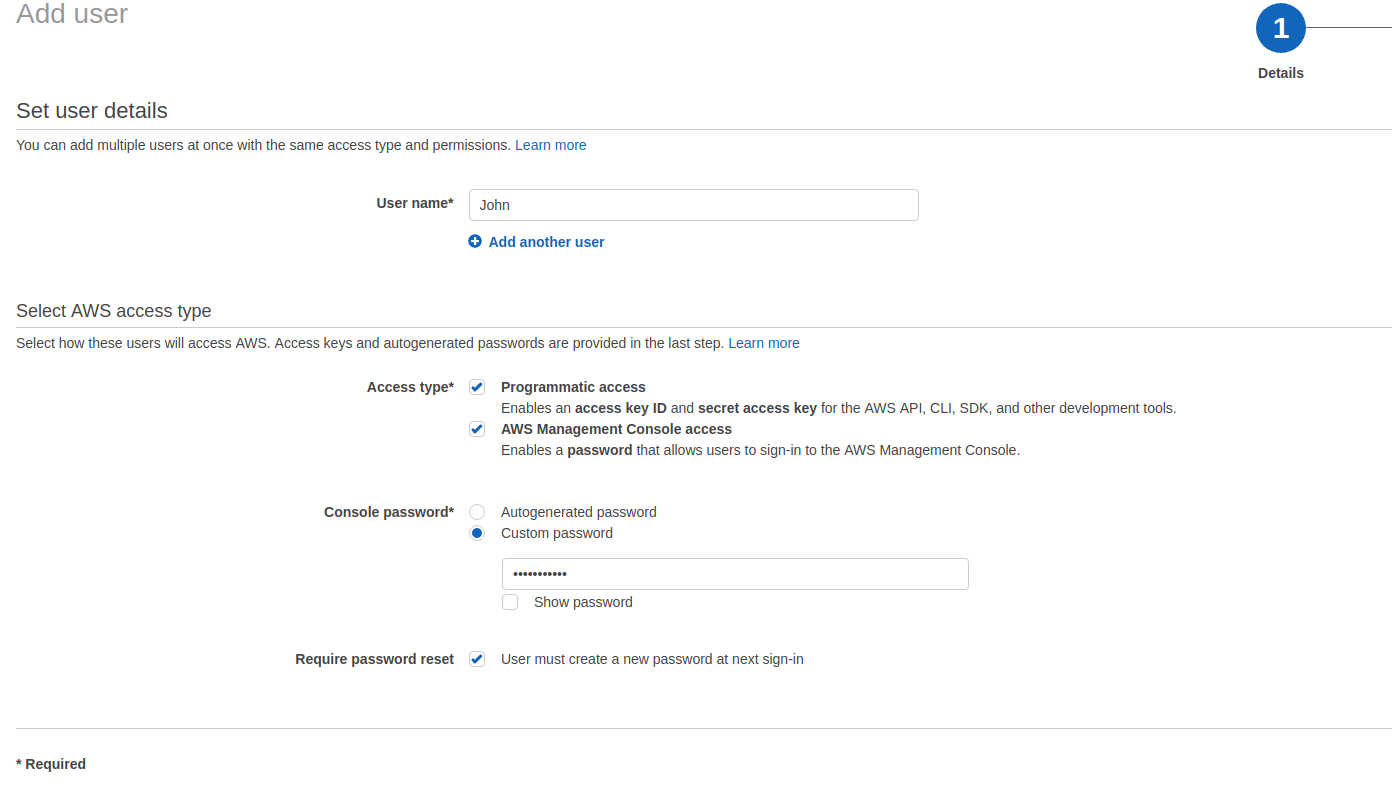 Add user
1
Details
Set user details
You can add multiple users at once with the same access type and permissions. Learn more
User name*
John
Add another user
Select AWS access type
Select how these users will access AWS. Access keys and autogenerated passwords are provided in the last step. Learn more
Access type*
Programmatic access
Enables an access key ID and secret access key for the AWS API, CLI, SDK, and other development tools.
AWS Management Console access
Enables a password that allows users to sign-in to the AWS Management Console.
Console password*
Autogenerated password
Custom password
•••••••••••
Show password
Require password reset
User must create a new password at next sign-in
* Required